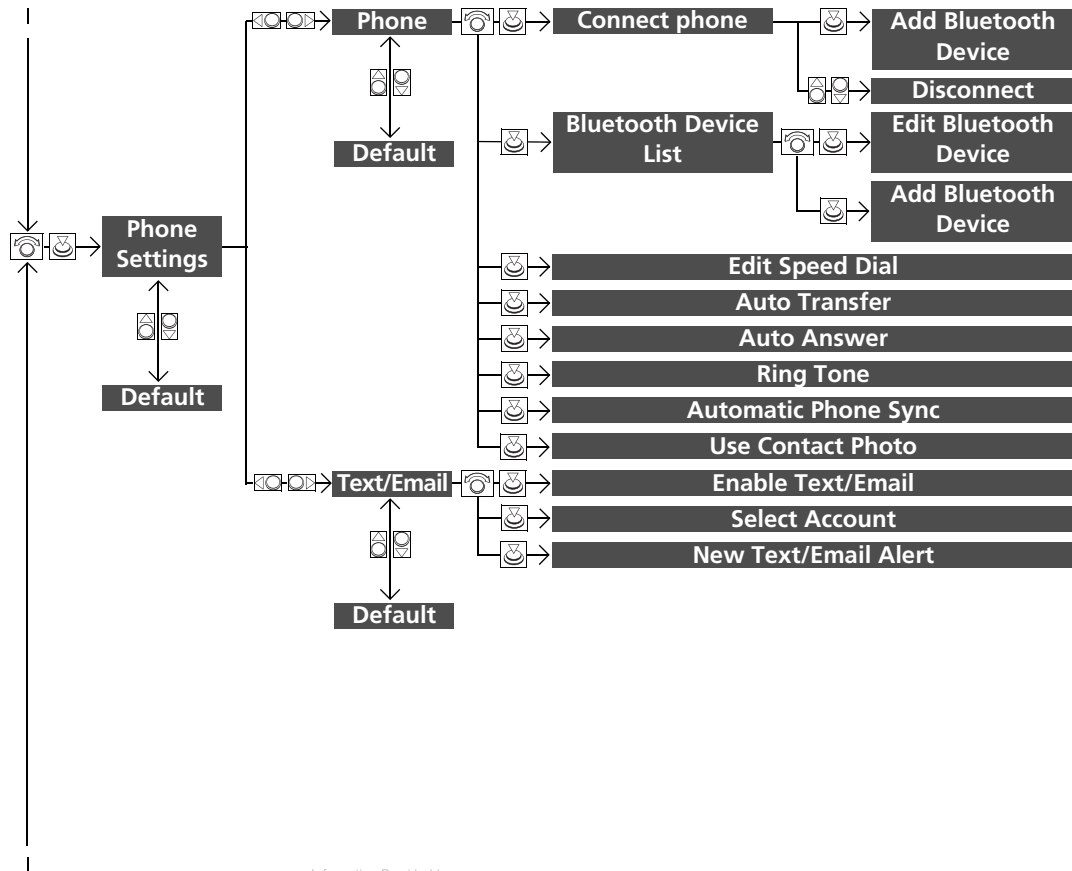 Phone
Connect phone
Add Bluetooth
Device
Disconnect
Default
Bluetooth Device
List
Edit Bluetooth
Device
Add Bluetooth
Device
Phone
Settings
Default
Edit Speed Dial
Auto Transfer
Auto Answer
Ring Tone
Automatic Phone Sync
Use Contact Photo
Text/Email
Enable Text/Email
Select Account
New Text/Email Alert
Default